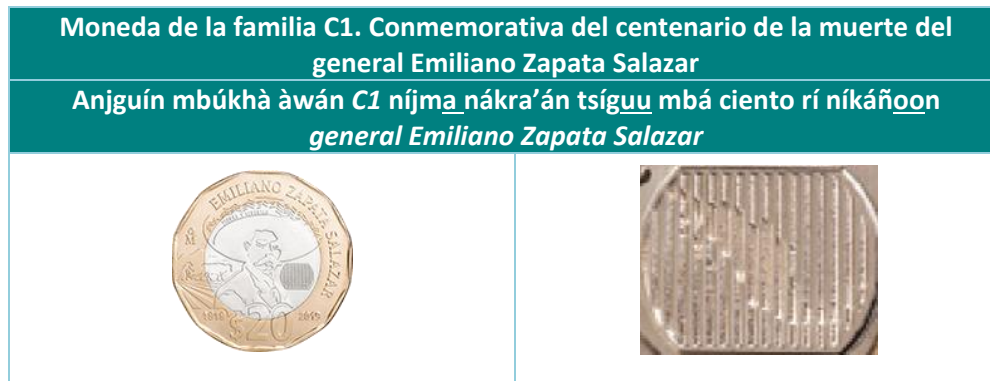 Moneda de la familia C1. Conmemorativa del centenario de la muerte del
general Emiliano Zapata Salazar
Anjguín mbúkhà àwán C1 níjma nákra’án tsíguu mbá ciento rí níkáñoon
general Emiliano Zapata Salazar
EMILIANO ZAPATA SALAZAR
M
2019
$20